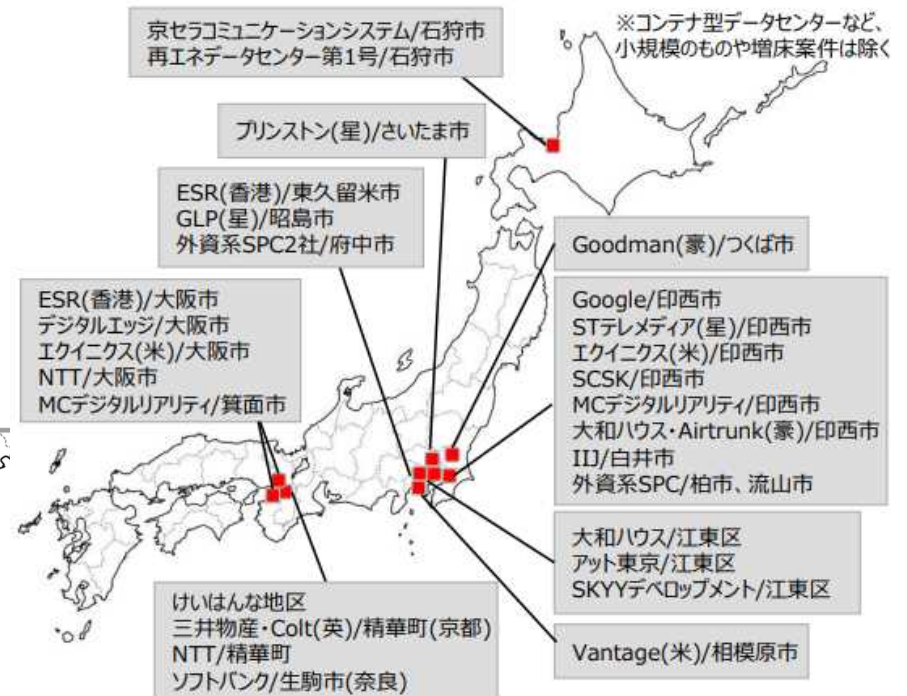 京セラコミュニケーションシステム/石狩市
再エネデータセンター第1号/石狩市
※コンテナ型データセンターなど、
小規模のものや増床案件は除く
プリンストン(星)/さいたま市
ESR(香港)/東久留米市
GLP(星)/昭島市
外資系SPC2社/府中市
Goodman(豪)/つくば市
ESR(香港)/大阪市
デジタルエッジ/大阪市
エクイニクス(米)/大阪市
NTT/大阪市
MCデジタルリアリティ/箕面市
Google/印西市
STテレメディア(星)/印西市
エクイニクス(米)/印西市
SCSK/印西市
MCデジタルリアリティ/印西市
大和ハウス・Airtrunk(豪)/印西市
IIJ/白井市
外資系SPC/柏市、流山市
大和ハウス/江東区
アット東京/江東区
SKYYデベロップメント/江東区
けいはんな地区
三井物産・Colt(英)/精華町(京都)
NTT/精華町
ソフトバンク/生駒市(奈良)
Vantage(米)/相模原市